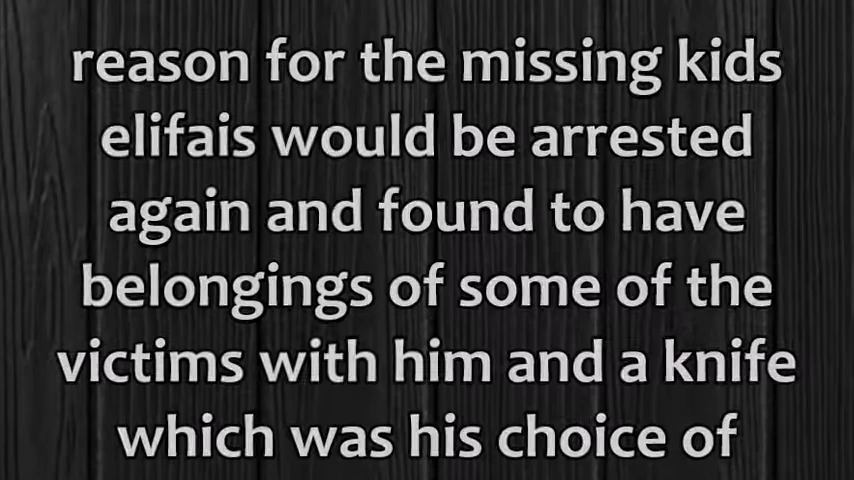 reason for the missing kids
elifais would be arrested
again and found to have
belongings of some of the
victims with him and a knife
which was his choice of